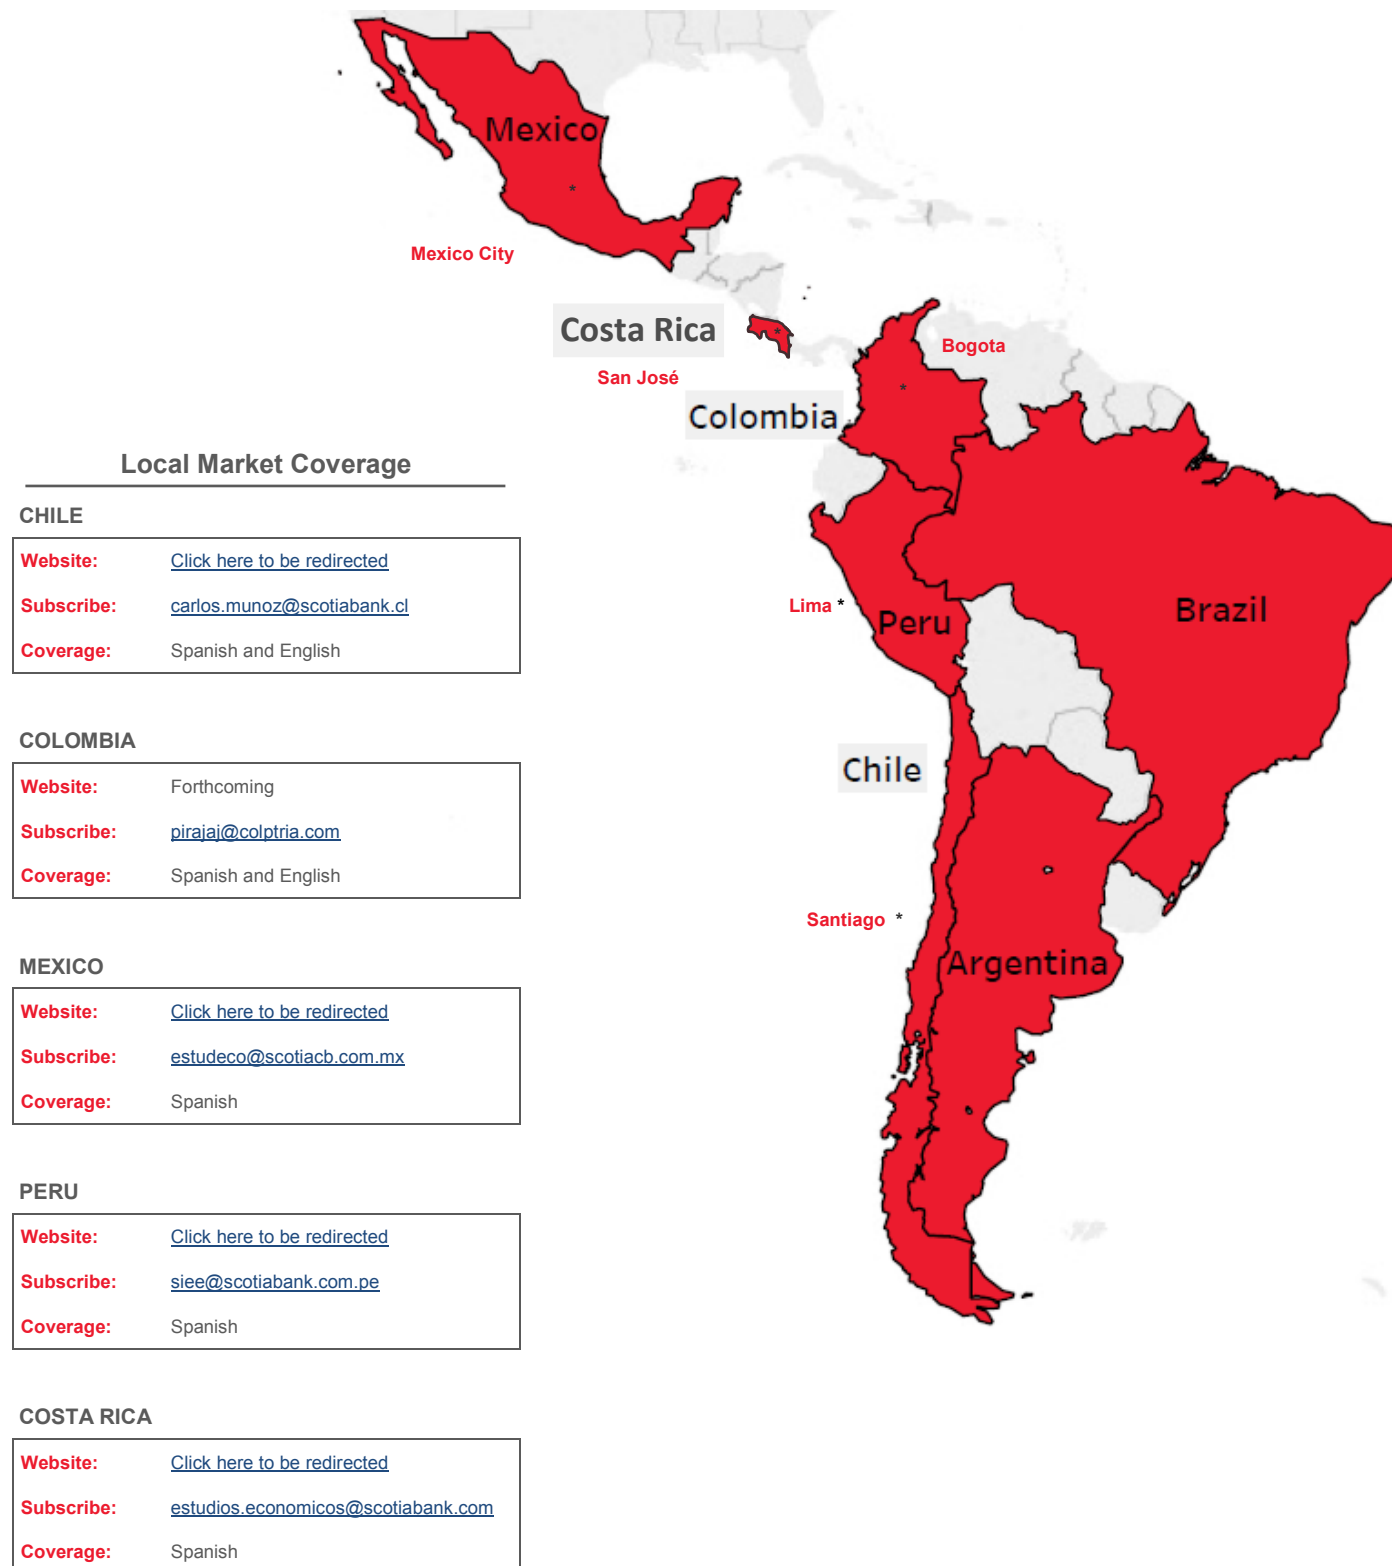 Mexico
*
Mexico City
Costa Rica
*
San José
Bogota
*
Colombia
Lima *
Peru
Brazil
Chile
Santiago *
Argentina
Local Market Coverage
CHILE
Website: Click here to be redirected
Subscribe: carlos.munoz@scotiabank.cl
Coverage: Spanish and English
COLOMBIA
Website: Forthcoming
Subscribe: pirajaj@colptria.com
Coverage: Spanish and English
MEXICO
Website: Click here to be redirected
Subscribe: estudeco@scotiacb.com.mx
Coverage: Spanish
PERU
Website: Click here to be redirected
Subscribe: siee@scotiabank.com.pe
Coverage: Spanish
COSTA RICA
Website: Click here to be redirected
Subscribe: estudios.economicos@scotiabank.com
Coverage: Spanish